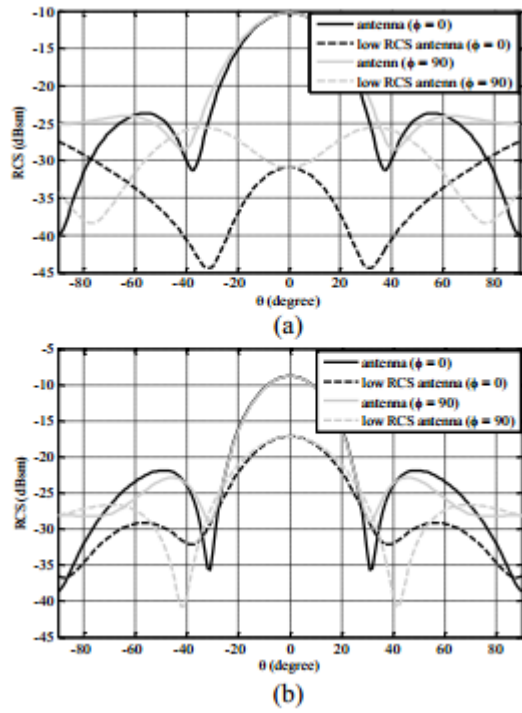 -10
-15
-20
-25
-30
-35
-40
-45
RCS (dBsm)
antenna (ϕ = 0)
low RCS antenna (ϕ = 0)
antenn (ϕ = 90)
low RCS antenn (ϕ = 90)
-80 -60 -40 -20 0 20 40 60 80
θ (degree)
(a)
-5
-10
-15
-20
-25
-30
-35
-40
-45
RCS (dBsm)
antenna (ϕ = 0)
low RCS antenna (ϕ = 0)
antenna (ϕ = 90)
low RCS antenna (ϕ = 90)
-80 -60 -40 -20 0 20 40 60 80
θ (degree)
(b)